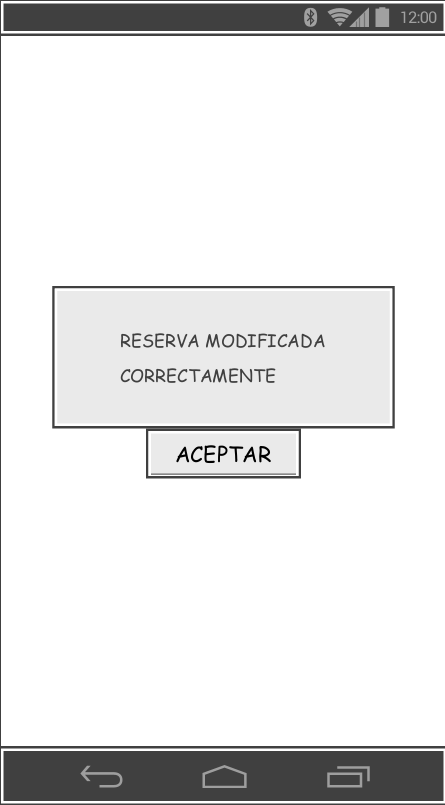 12:00
RESERVA MODIFICADA
CORRECTAMENTE
ACEPTAR